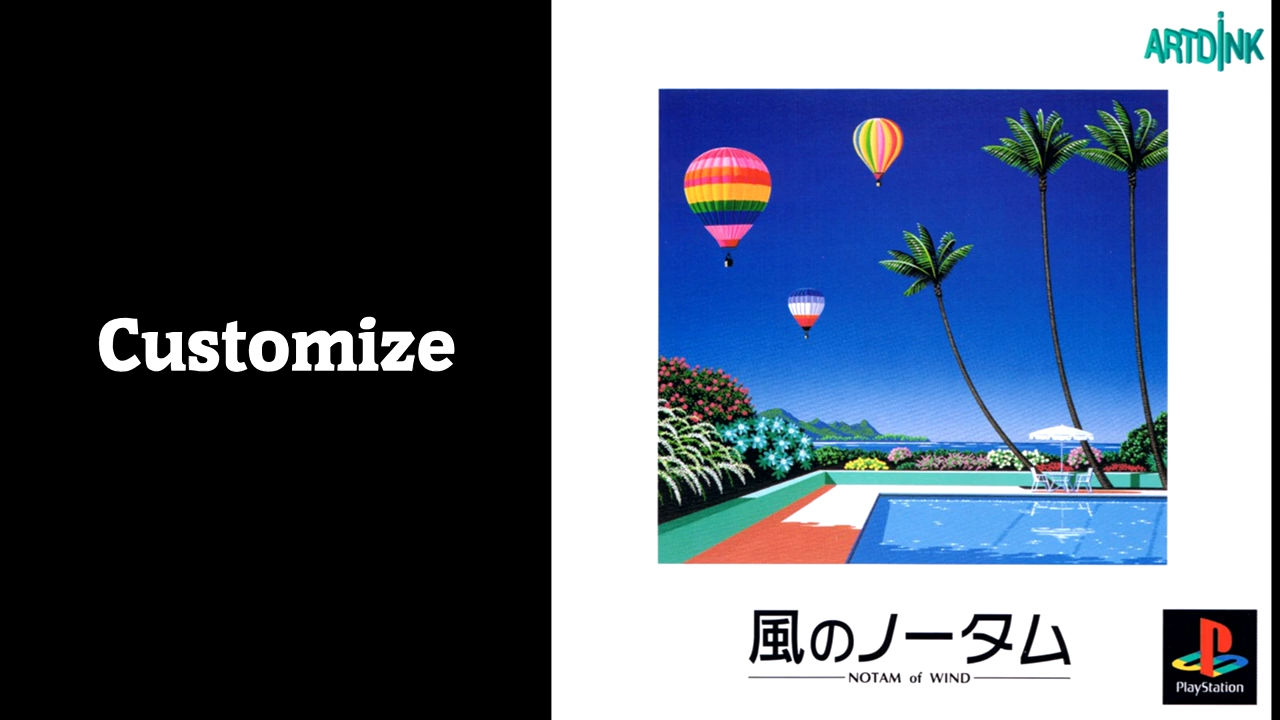 Customize
ARTDINK
風のノータム
NOTAM of WIND
PlayStation